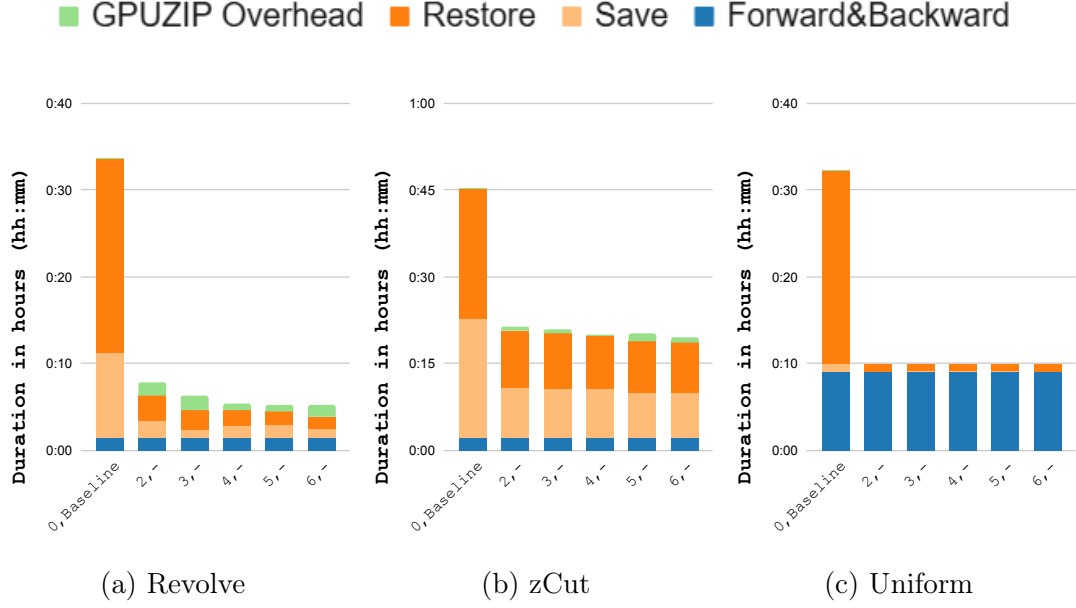 GPUZIP Overhead Restore Save Forward&Backward
Duration in hours (hh:mm)
0:40
0:30
0:20
0:10
0:00
0,Baseline 2,- 3,- 4,- 5,- 6,-
(a) Revolve
Duration in hours (hh:mm)
1:00
0:45
0:30
0:15
0:00
0,Baseline 2,- 3,- 4,- 5,- 6,-
(b) zCut
Duration in hours (hh:mm)
0:40
0:30
0:20
0:10
0:00
0,Baseline 2,- 3,- 4,- 5,- 6,-
(c) Uniform